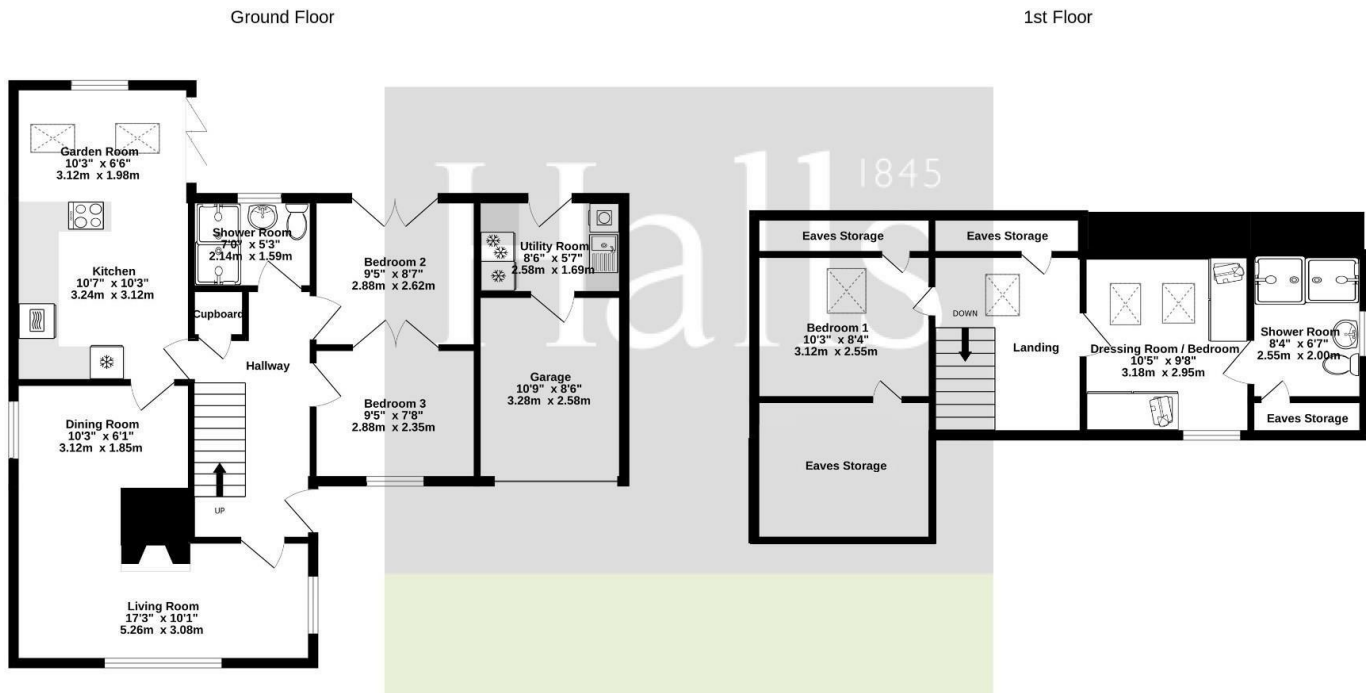 Ground Floor
1st Floor
Halls
1845
Garden Room
10'3" x 6'6"
3.12m x 1.98m
Shower Room
7'0" x 5'3"
2.14m x 1.59m
Kitchen
10'7" x 10'3"
3.24m x 3.12m
Cupboard
Hallway
Bedroom 2
9'5" x 8'7"
2.88m x 2.62m
Utility Room
8'6" x 5'7"
2.58m x 1.69m
Bedroom 3
9'5" x 7'8"
2.88m x 2.35m
Garage
10'9" x 8'6"
3.28m x 2.58m
Dining Room
10'3" x 6'1"
3.12m x 1.85m
UP
Living Room
17'3" x 10'1"
5.26m x 3.08m
Eaves Storage
Eaves Storage
Bedroom 1
10'3" x 8'4"
3.12m x 2.55m
DOWN
Landing
Dressing Room / Bedroom
10'5" x 9'8"
3.18m x 2.95m
Shower Room
8'4" x 6'7"
2.55m x 2.00m
Eaves Storage
Eaves Storage